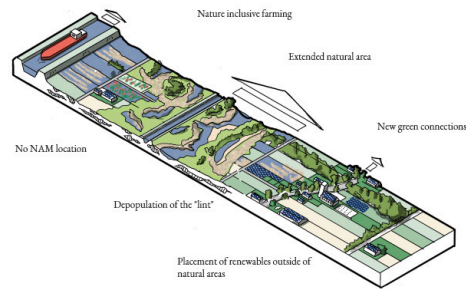 Nature inclusive farming
Extended natural area
New green connections
No NAM location
Depopulation of the "lint"
Placement of renewables outside of
natural areas